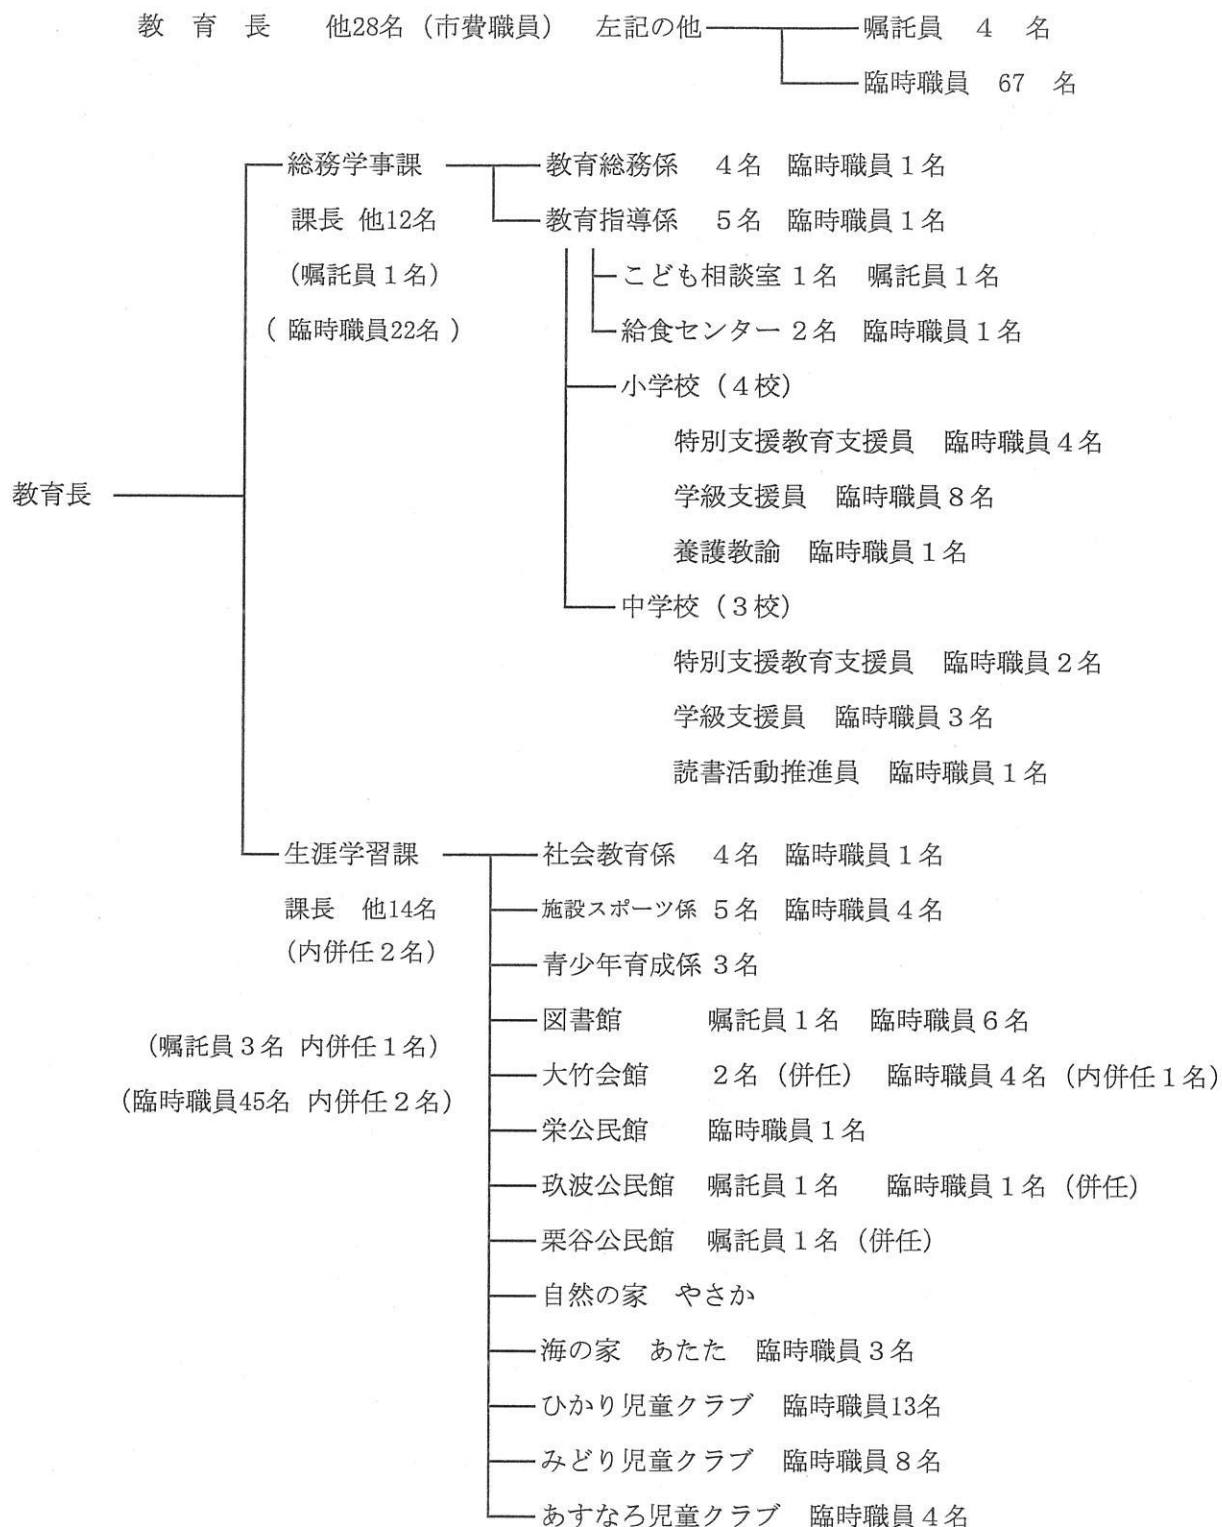 教　育　長　　他28名（市費職員）　左記の他　嘱託員　４　名
臨時職員　67　名
総務学事課　教育総務係　４名　臨時職員１名
課長 他12名　教育指導係　５名　臨時職員１名
（嘱託員１名）　こども相談室 １名　嘱託員１名
（ 臨時職員22名 ）　給食センター ２名　臨時職員１名
小学校（４校）
特別支援教育支援員　臨時職員４名
教育長　学級支援員　臨時職員８名
養護教諭　臨時職員１名
中学校（３校）
特別支援教育支援員　臨時職員２名
学級支援員　臨時職員３名
読書活動推進員　臨時職員１名
生涯学習課　社会教育係　４名　臨時職員１名
課長　他14名　施設スポーツ係 ５名　臨時職員４名
（内併任２名）　青少年育成係 ３名
図書館　　　嘱託員１名　臨時職員６名
（嘱託員３名 内併任１名）
大竹会館　　２名（併任）　臨時職員４名（内併任１名）
（臨時職員45名 内併任２名）
栄公民館　　臨時職員１名
玖波公民館　嘱託員１名　臨時職員１名（併任）
栗谷公民館　嘱託員１名（併任）
自然の家　やさか
海の家　あたた　臨時職員３名
ひかり児童クラブ　臨時職員13名
みどり児童クラブ　臨時職員８名
あすなろ児童クラブ　臨時職員４名